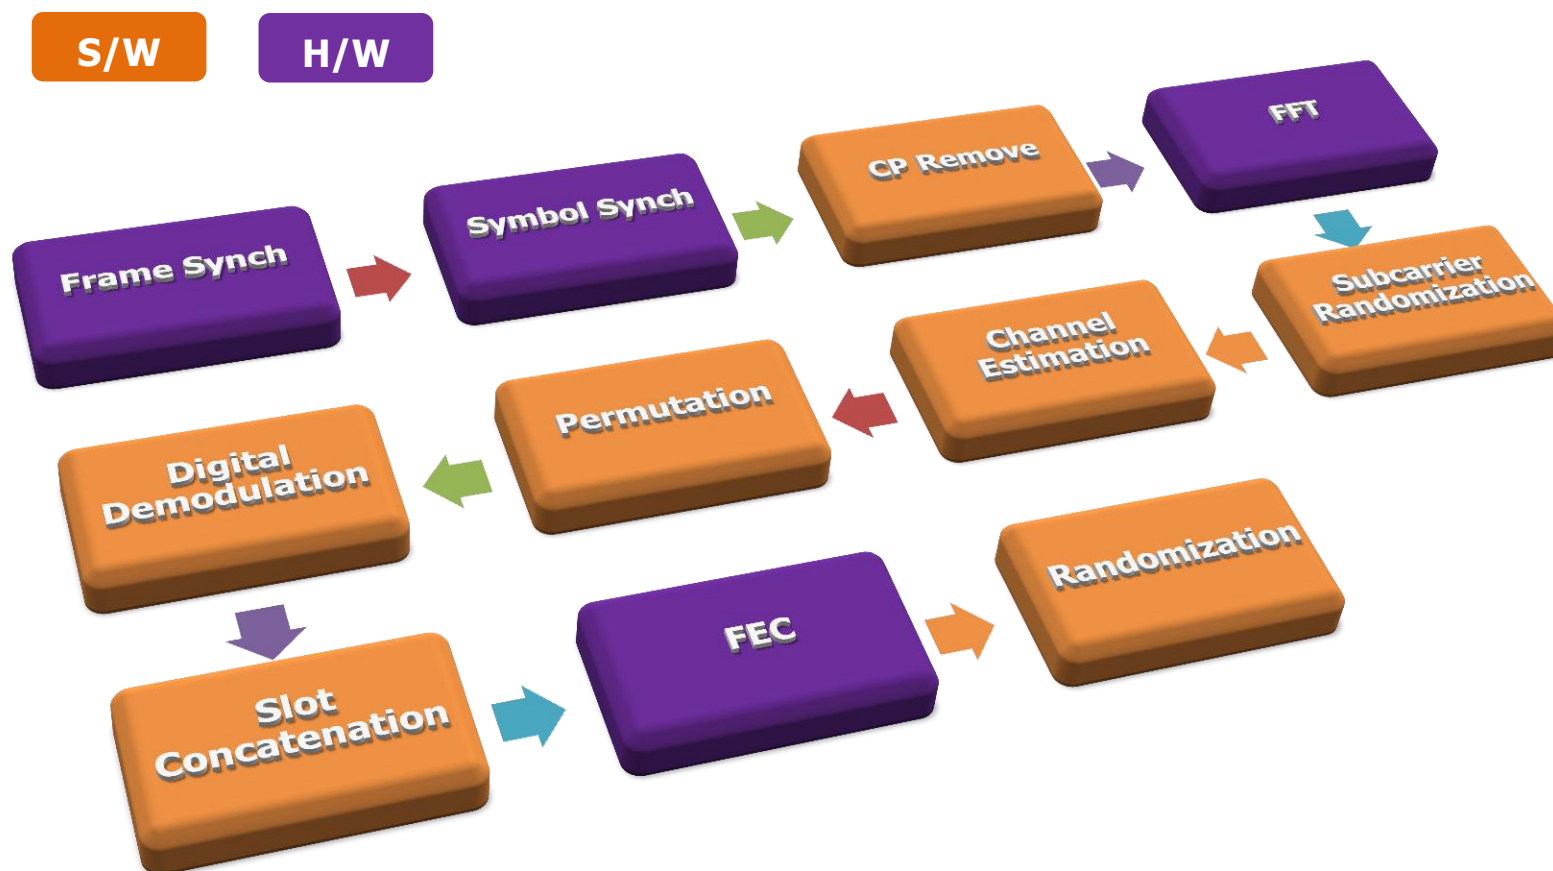 S/W
H/W
Frame Synch
Symbol Synch
CP Remove
FFT
Subcarrier
Randomization
Channel
Estimation
Permutation
Digital
Demodulation
Slot
Concatenation
FEC
Randomization